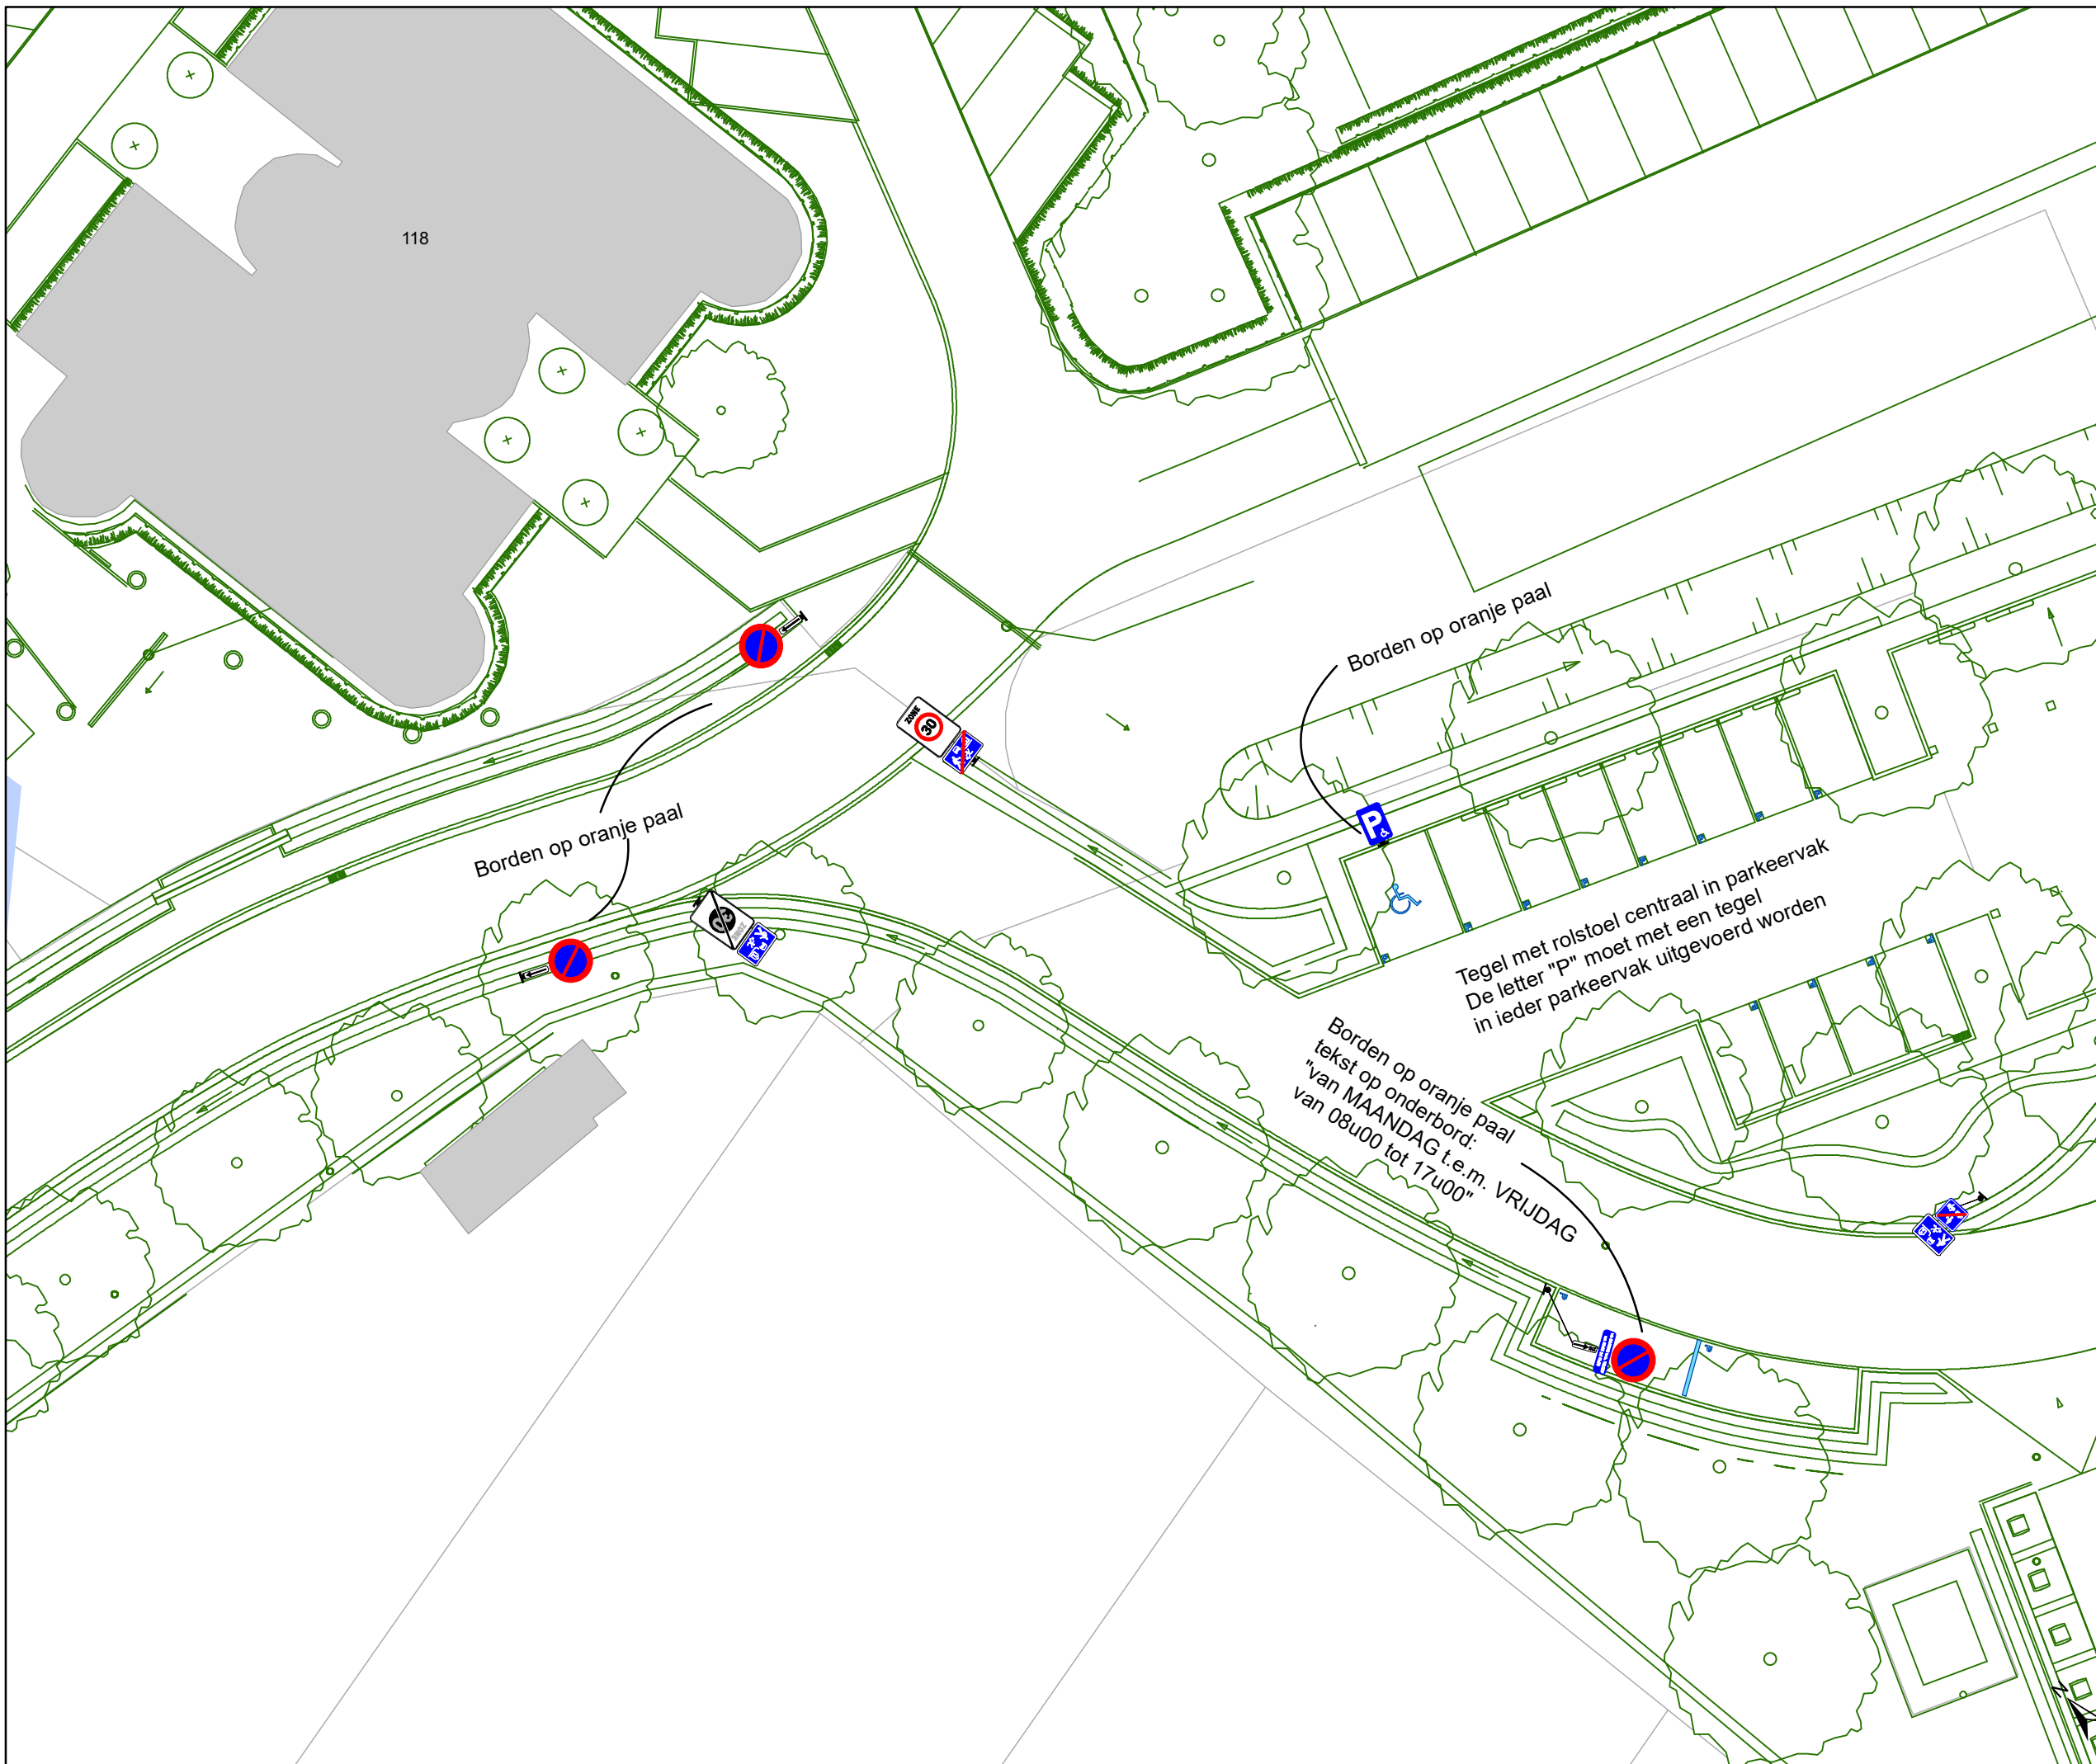 118
Borden op oranje paal
ZONE
30
Borden op oranje paal
P
Tegel met rolstoel centraal in parkeervak
De letter "P" moet met een tegel
in ieder parkeervak uitgevoerd worden
Borden op oranje paal
tekst op onderbord:
"van MAANDAG t.e.m. VRIJDAG
van 08u00 tot 17u00"
ZONE
30
P
P